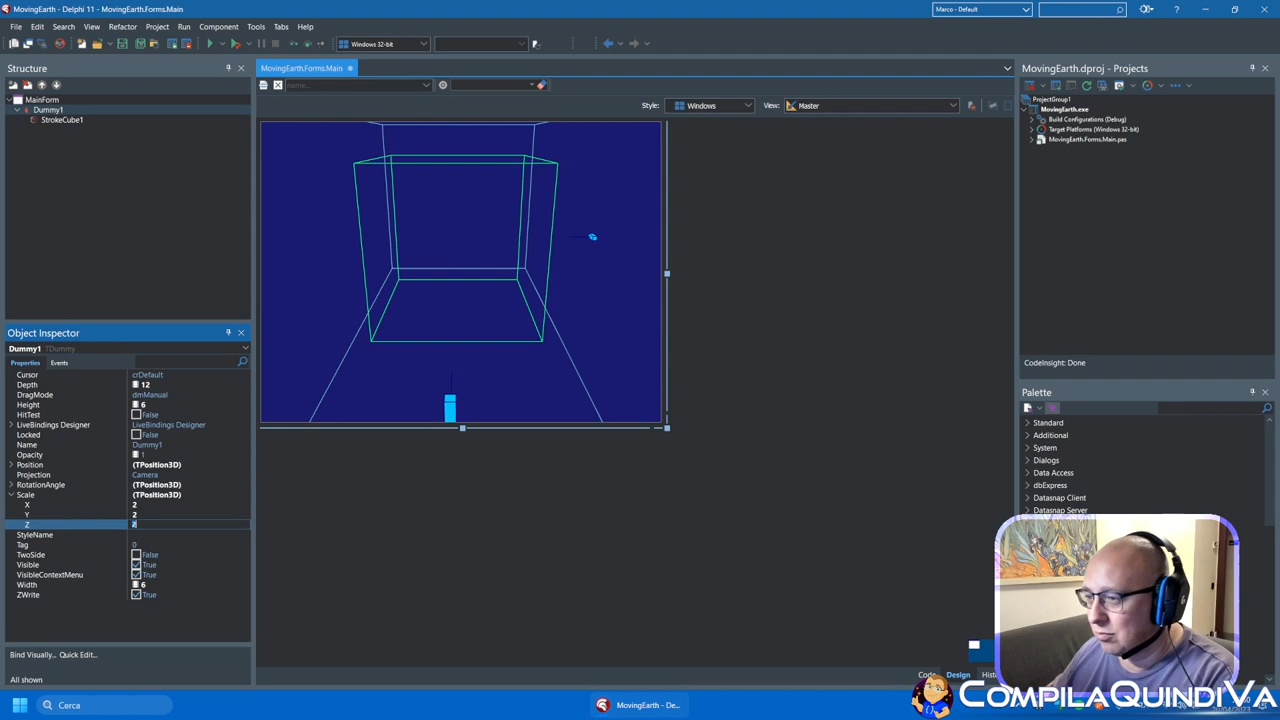 MovingEarth - Delphi 11 - MovingEarth.Forms.Main
Marco - Default
File Edit Search View Refactor Project Run Component Tools Tabs Help
Windows 32-bit
Structure
MainForm
Dummy1
StrokeCube1
MovingEarth.Forms.Main
name...
Style: Windows View: Master
MovingEarth.dproj - Projects
ProjectGroup1
MovingEarth.exe
Build Configurations (Debug)
Target Platforms (Windows 32-bit)
MovingEarth.Forms.Main.pas
CodeInsight: Done
Object Inspector
Dummy1 TDummy
Properties Events
Cursor crDefault
Depth 12
DragMode dmManual
Height 6
HitTest False
LiveBindings Designer LiveBindings Designer
Locked False
Name Dummy1
Opacity 1
Position (TPosition3D)
Projection Camera
RotationAngle (TPosition3D)
Scale (TPosition3D)
X 2
Y 2
Z 2
StyleName
Tag 0
TwoSide False
Visible True
VisibleContextMenu True
Width 6
ZWrite True
Bind Visually... Quick Edit...
All shown
Palette
Standard
Additional
System
Dialogs
Data Access
dbExpress
Datasnap Client
Datasnap Server
Design
Cerca
MovingEarth - De...
COMPILAQUINDIVA